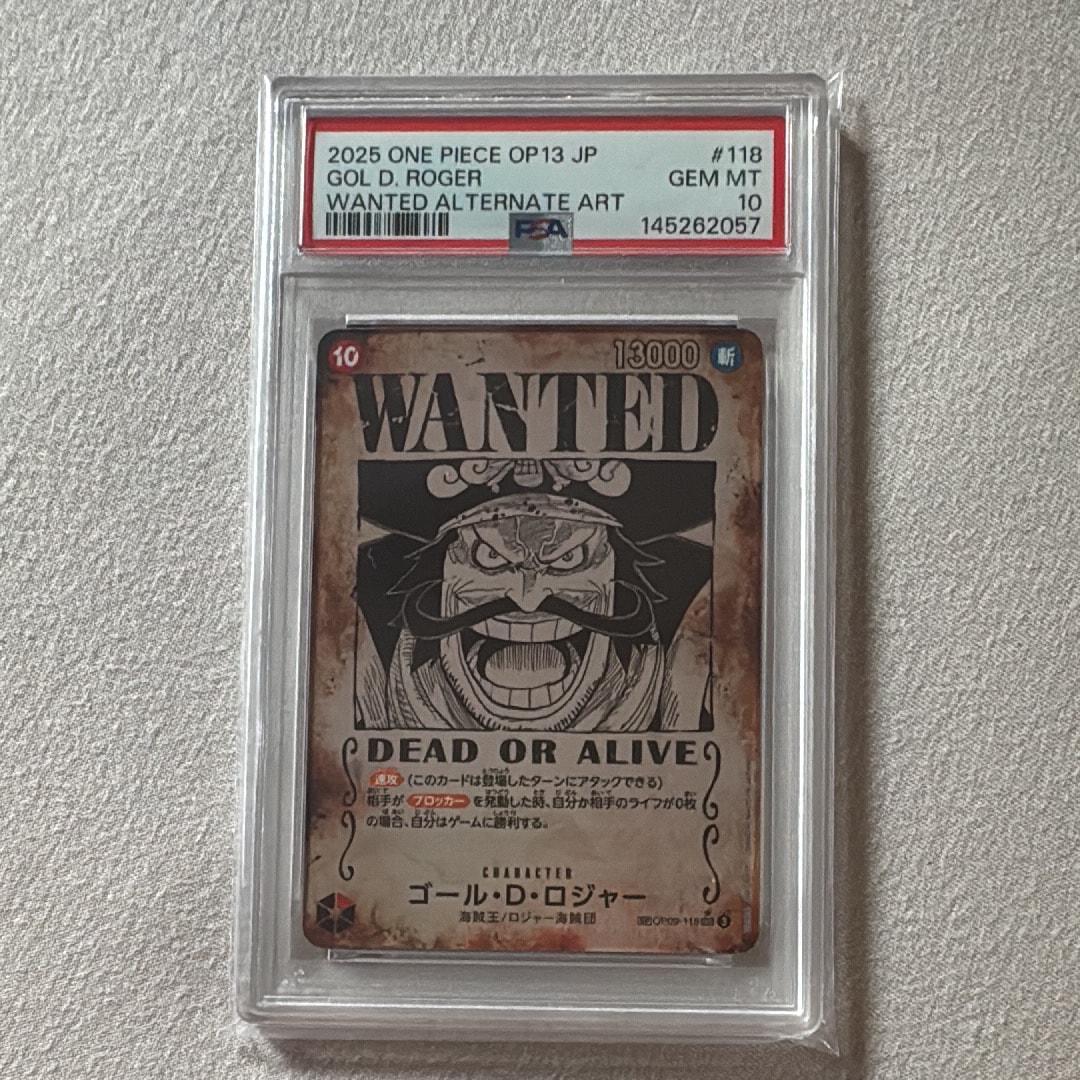 2025 ONE PIECE OP13 JP #118
GOL D. ROGER GEM MT
WANTED ALTERNATE ART 10
PSA 145262057
10 13000 斬
WANTED
DEAD OR ALIVE
速攻 (このカードは登場したターンにアタックできる)
相手が ブロッカー を発動した時、自分か相手のライフが0枚
の場合、自分はゲームに勝利する。
CHARACTER
ゴール・D・ロジャー
海賊王/ロジャー海賊団
OP09-118 3